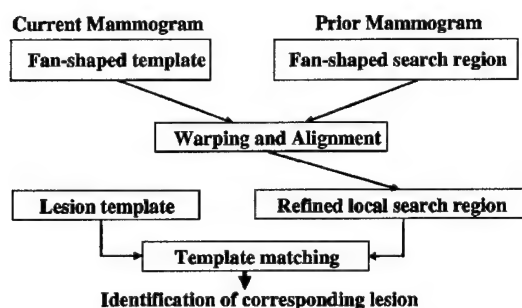 Current Mammogram
Prior Mammogram
Fan-shaped template
Fan-shaped search region
Warping and Alignment
Lesion template
Refined local search region
Template matching
Identification of corresponding lesion